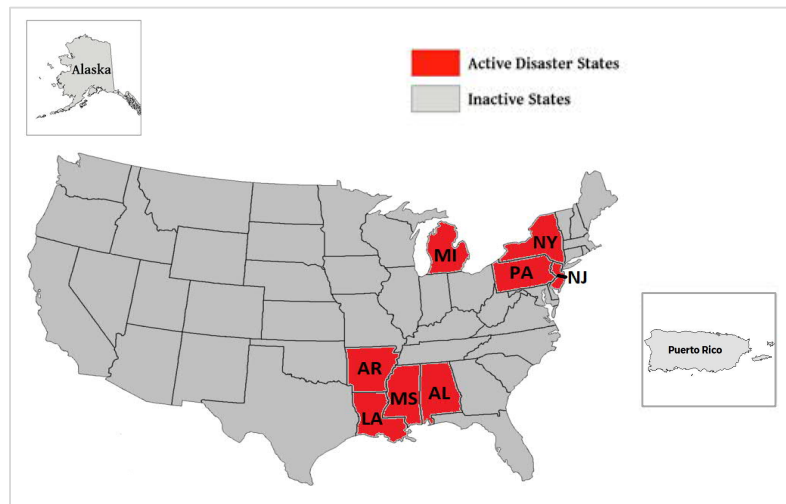 Alaska
Active Disaster States
Inactive States
MI
NY
PA
NJ
AR
MS
AL
LA
Puerto Rico